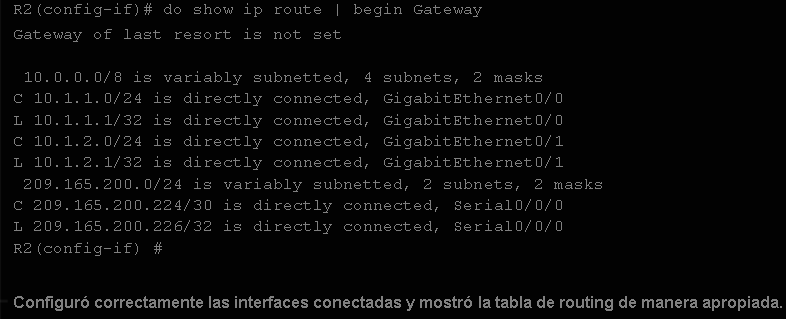 R2(config-if)# do show ip route | begin Gateway
Gateway of last resort is not set
10.0.0.0/8 is variably subnetted, 4 subnets, 2 masks
C 10.1.1.0/24 is directly connected, GigabitEthernet0/0
L 10.1.1.1/32 is directly connected, GigabitEthernet0/0
C 10.1.2.0/24 is directly connected, GigabitEthernet0/1
L 10.1.2.1/32 is directly connected, GigabitEthernet0/1
209.165.200.0/24 is variably subnetted, 2 subnets, 2 masks
C 209.165.200.224/30 is directly connected, Serial0/0/0
L 209.165.200.226/32 is directly connected, Serial0/0/0
R2(config-if) #
Configuró correctamente las interfaces conectadas y mostró la tabla de routing de manera apropiada.